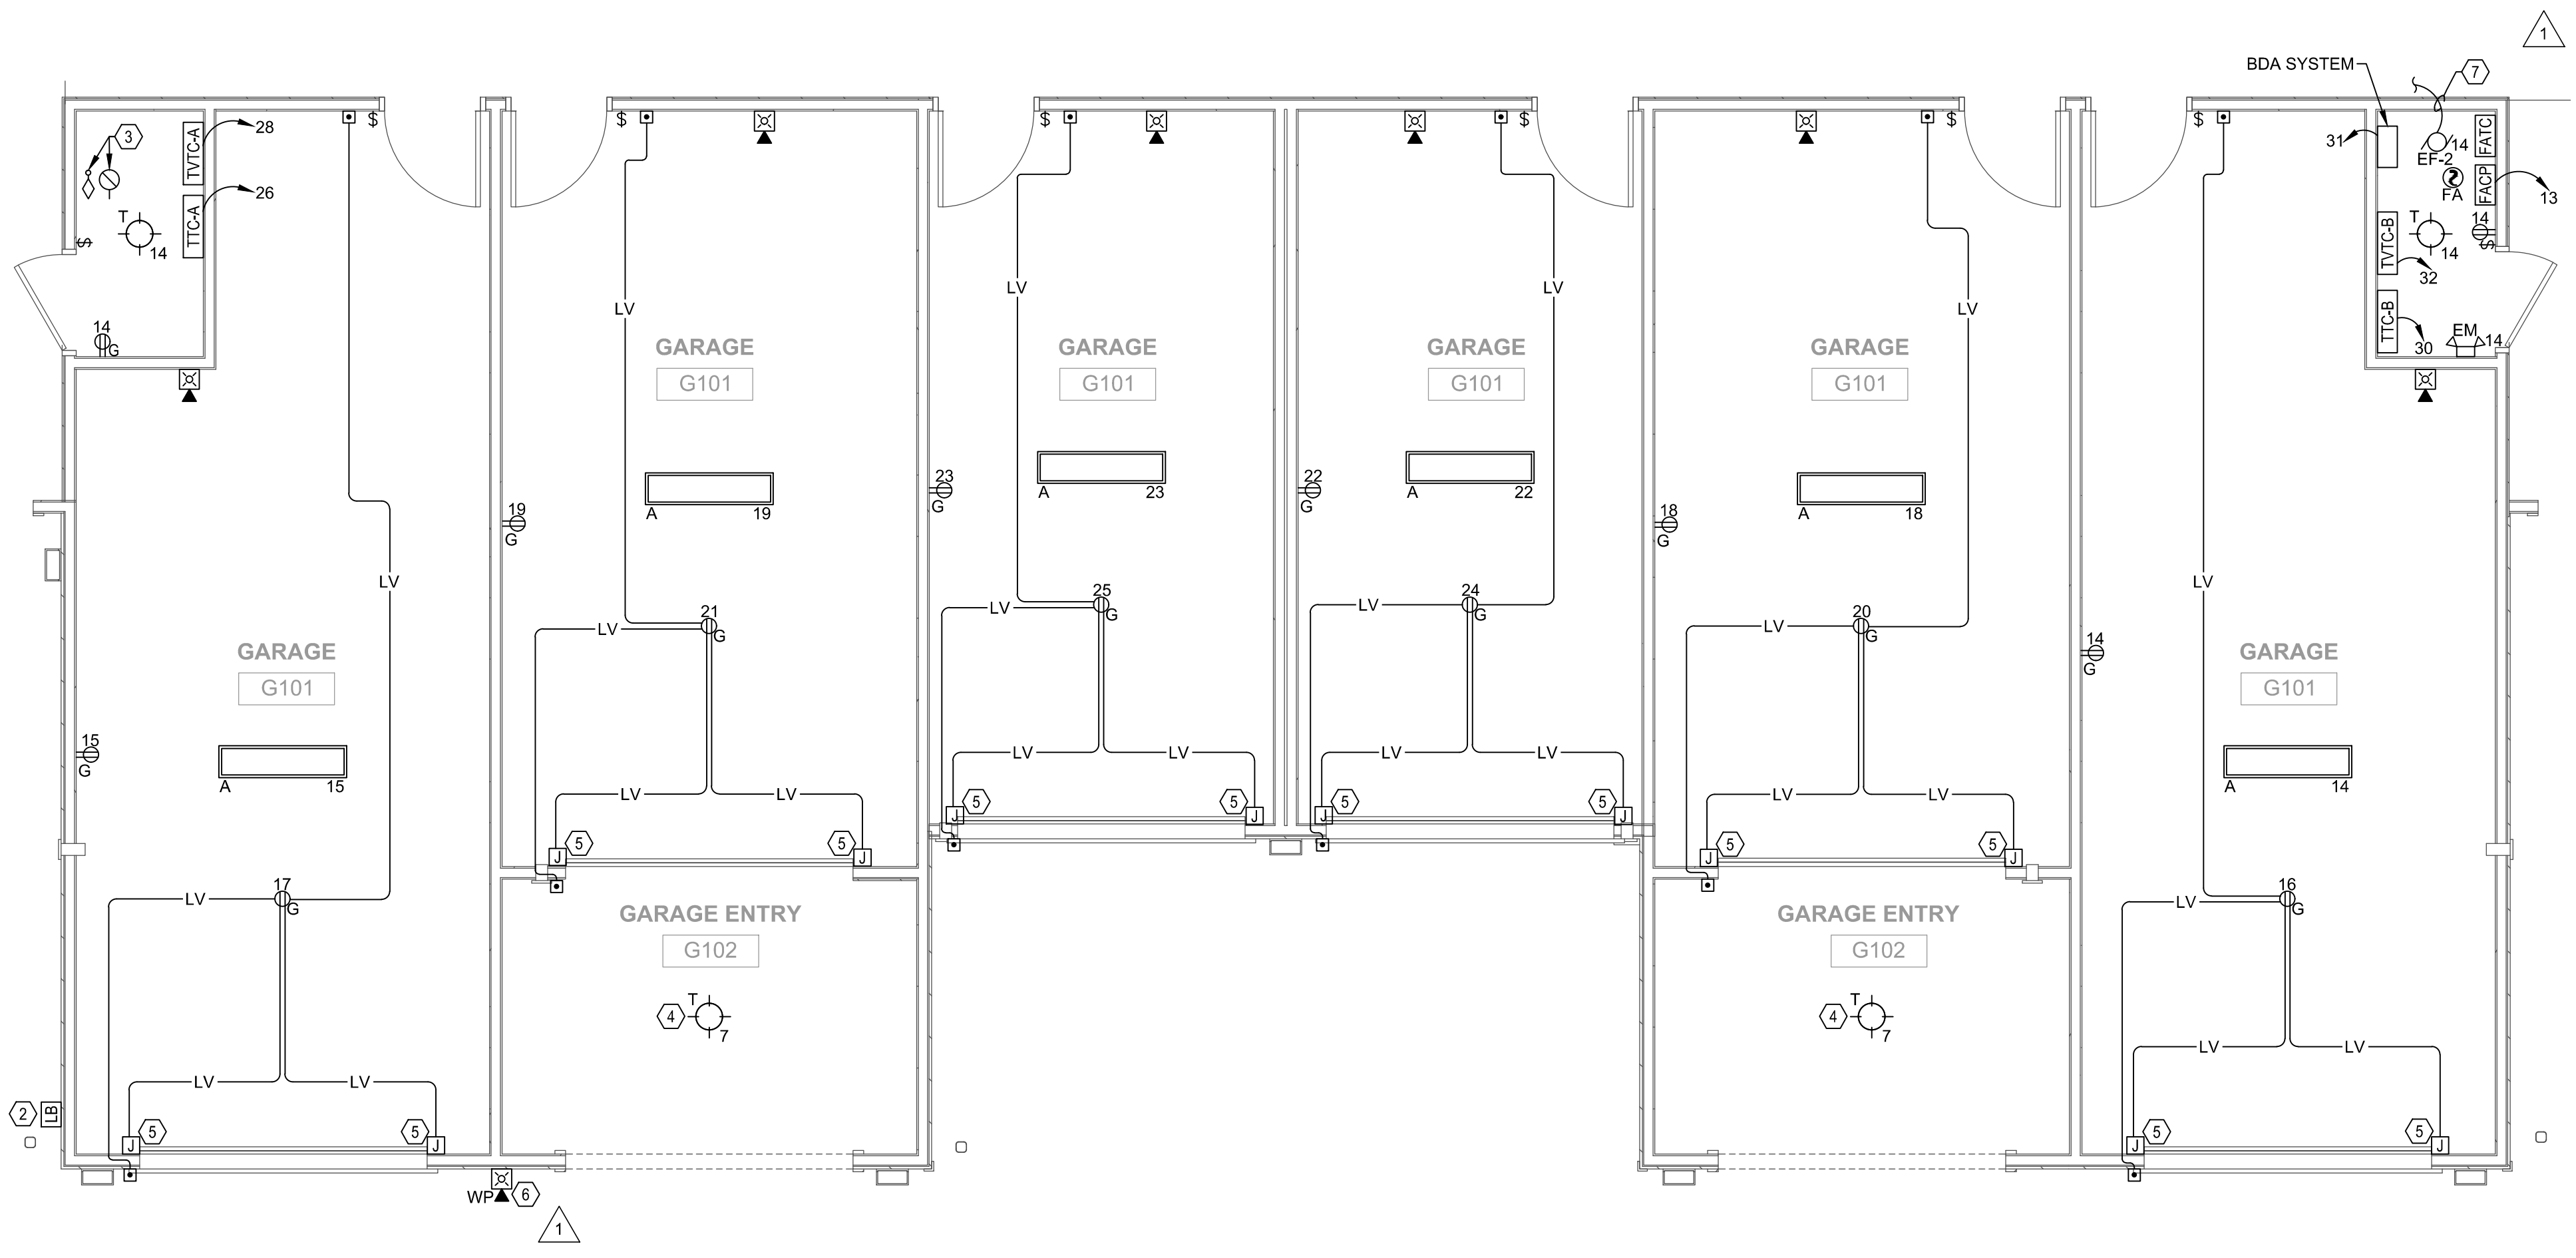 1
BDA SYSTEM
7
3
TVTC-A
28
$
$
$
$
$
$
31
14
EF-2
FATC
FA
FACP
13
TTC-A
26
T
14
$
TVTC-B
T
14
14
$
32
LV
LV
LV
LV
14
G
TTC-B
30
EM
14
GARAGE
G101
GARAGE
G101
GARAGE
G101
GARAGE
G101
A
19
A
23
A
22
A
18
19
G
23
G
22
G
18
G
LV
LV
25
G
LV
24
G
LV
21
G
LV
20
G
LV
14
G
LV
GARAGE
G101
GARAGE
G101
15
G
A
15
A
14
LV
LV
LV
LV
LV
LV
LV
LV
J
5
5
J
J
5
5
J
J
5
5
J
J
5
5
J
17
G
LV
16
G
LV
GARAGE ENTRY
G102
GARAGE ENTRY
G102
4
T
7
4
T
7
LV
LV
LV
LV
2
LB
J
5
5
J
J
5
5
J
WP
6
1